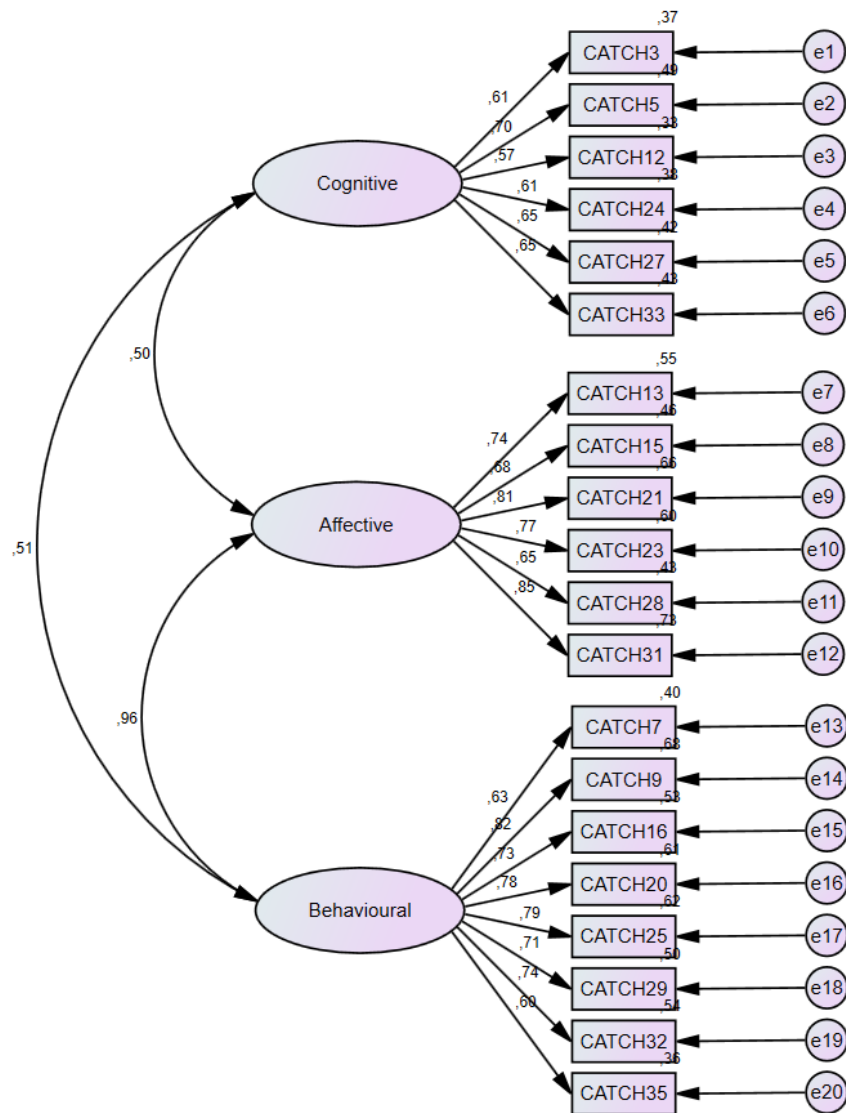 ,37
CATCH3
e1
,61
,49
CATCH5
e2
,70
,33
CATCH12
e3
,57
,38
CATCH24
e4
,61
,42
CATCH27
e5
,65
,43
CATCH33
e6
,65
Cognitive
,50
,55
CATCH13
e7
,74
,46
CATCH15
e8
,68
,66
CATCH21
e9
,81
,60
CATCH23
e10
,77
,43
CATCH28
e11
,65
,73
CATCH31
e12
,85
Affective
,51
,96
,40
CATCH7
e13
,63
,68
CATCH9
e14
,82
,53
CATCH16
e15
,73
,61
CATCH20
e16
,78
,62
CATCH25
e17
,79
,50
CATCH29
e18
,71
,54
CATCH32
e19
,74
,36
CATCH35
e20
,60
Behavioural